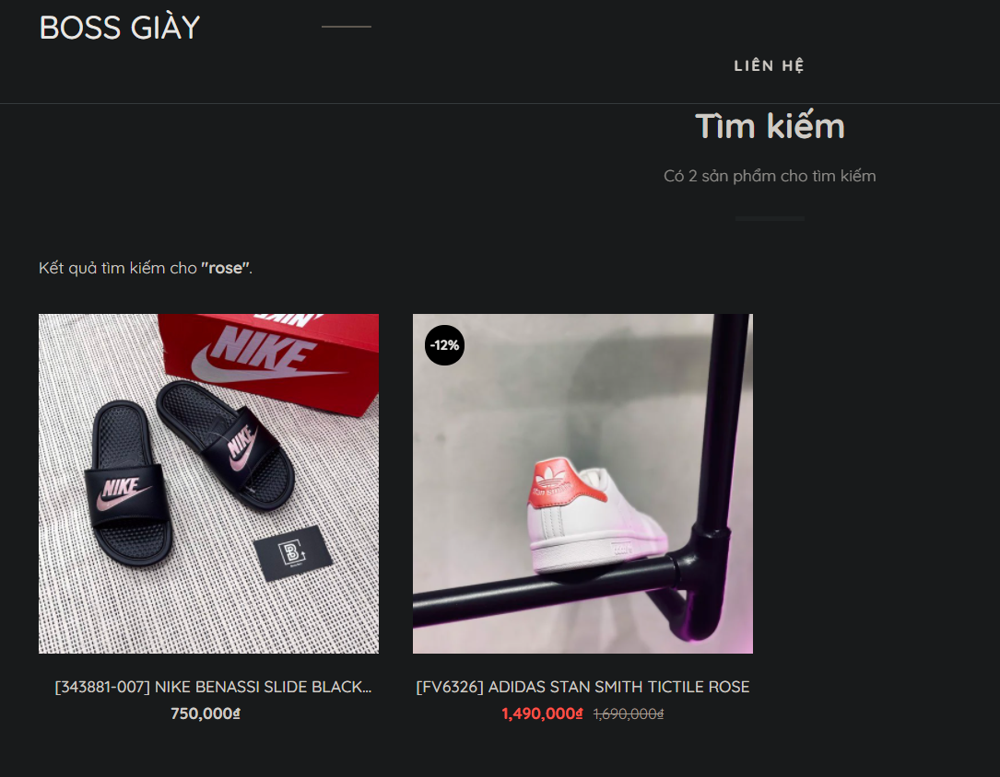 BOSS GIÀY
LIÊN HỆ
Tìm kiếm
Có 2 sản phẩm cho tìm kiếm
Kết quả tìm kiếm cho "rose".
NIKE
NIKE
NIKE
NIKE
B
-12%
[343881-007] NIKE BENASSI SLIDE BLACK...
750,000₫
[FV6326] ADIDAS STAN SMITH TICTILE ROSE
1,490,000₫ 1,690,000₫